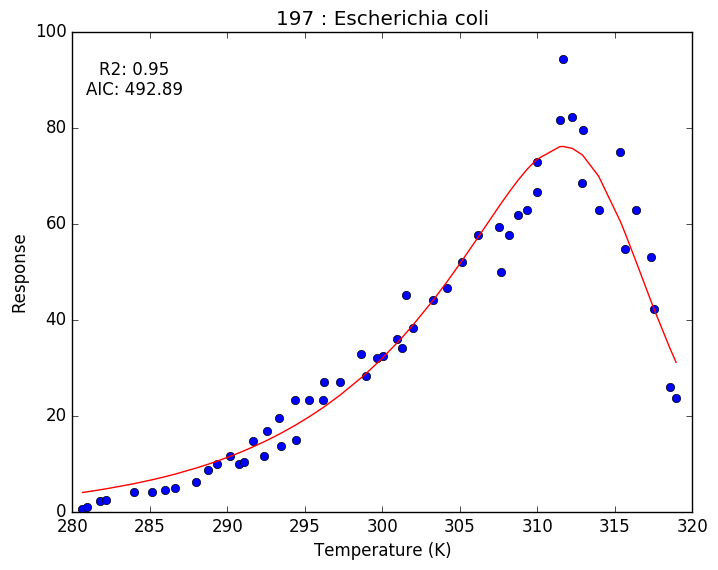 197 : Escherichia coli
R2: 0.95
AIC: 492.89
100
80
60
40
20
0
Response
280 285 290 295 300 305 310 315 320
Temperature (K)